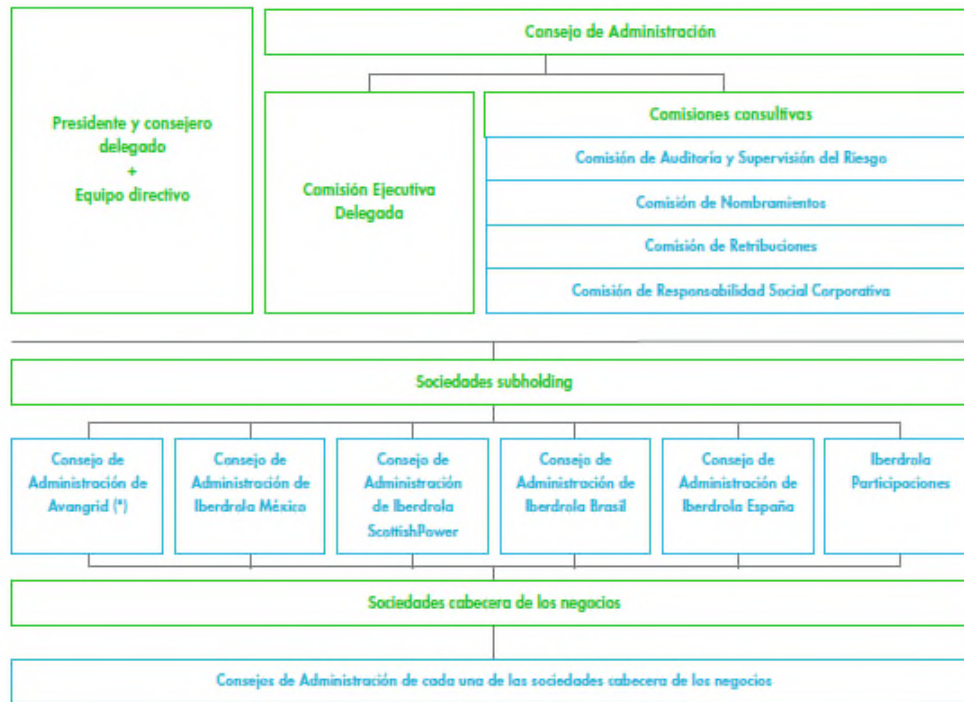 Consejo de Administración
Presidente y consejero
delegado
+
Equipo directivo
Comisión Ejecutiva
Delegada
Comisiones consultivas
Comisión de Auditoría y Supervisión del Riesgo
Comisión de Nombramientos
Comisión de Retribuciones
Comisión de Responsabilidad Social Corporativa
Sociedades subholding
Consejo de
Administración de
Avangrid (*)
Consejo de
Administración de
Iberdrola México
Consejo de
Administración
de Iberdrola
ScottishPower
Consejo de
Administración de
Iberdrola Brasil
Consejo de
Administración de
Iberdrola España
Iberdrola
Participaciones
Sociedades cabecera de los negocios
Consejos de Administración de cada una de las sociedades cabecera de los negocios